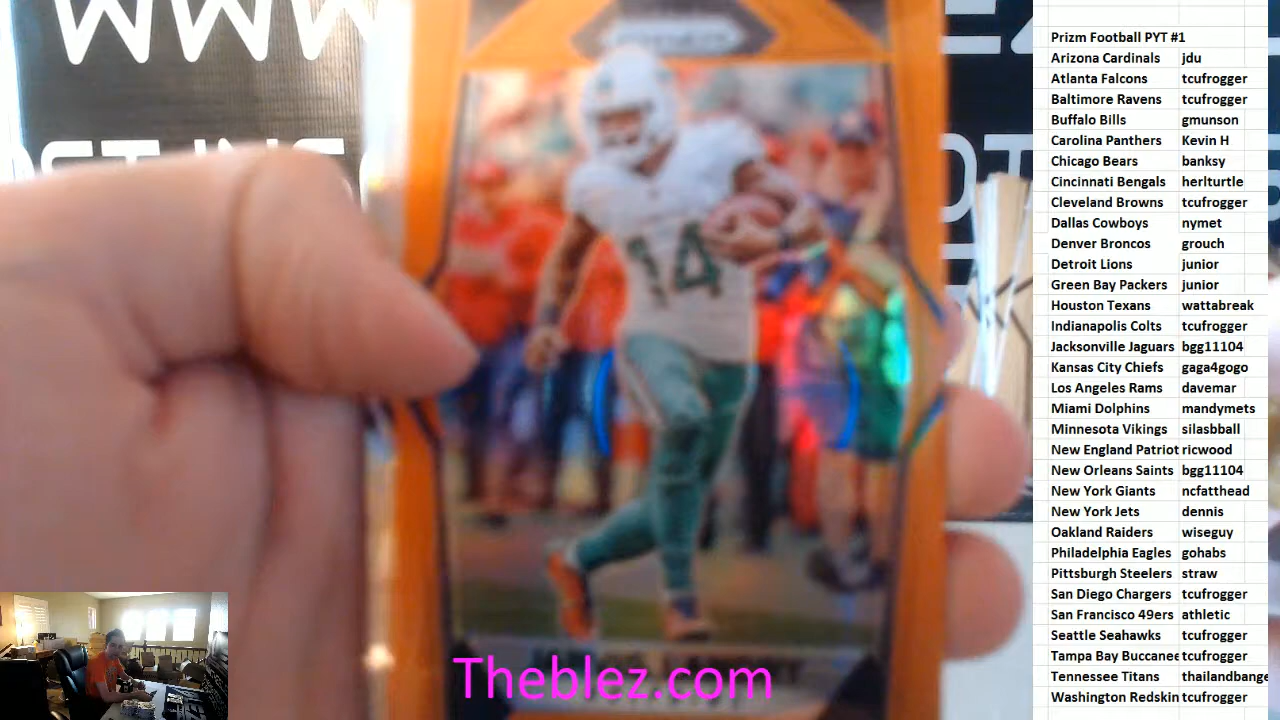 WWW
14
Theblez.com
Prizm Football PYT #1
Arizona Cardinals jdu
Atlanta Falcons tcufrogger
Baltimore Ravens tcufrogger
Buffalo Bills gmunson
Carolina Panthers Kevin H
Chicago Bears banksy
Cincinnati Bengals herlturtle
Cleveland Browns tcufrogger
Dallas Cowboys nymet
Denver Broncos grouch
Detroit Lions junior
Green Bay Packers junior
Houston Texans wattabreak
Indianapolis Colts tcufrogger
Jacksonville Jaguars bgg11104
Kansas City Chiefs gaga4gogo
Los Angeles Rams davemar
Miami Dolphins mandymets
Minnesota Vikings silasbball
New England Patriot ricwood
New Orleans Saints bgg11104
New York Giants ncfatthead
New York Jets dennis
Oakland Raiders wiseguy
Philadelphia Eagles gohabs
Pittsburgh Steelers straw
San Diego Chargers tcufrogger
San Francisco 49ers athletic
Seattle Seahawks tcufrogger
Tampa Bay Buccanee tcufrogger
Tennessee Titans thailandbange
Washington Redskin tcufrogger